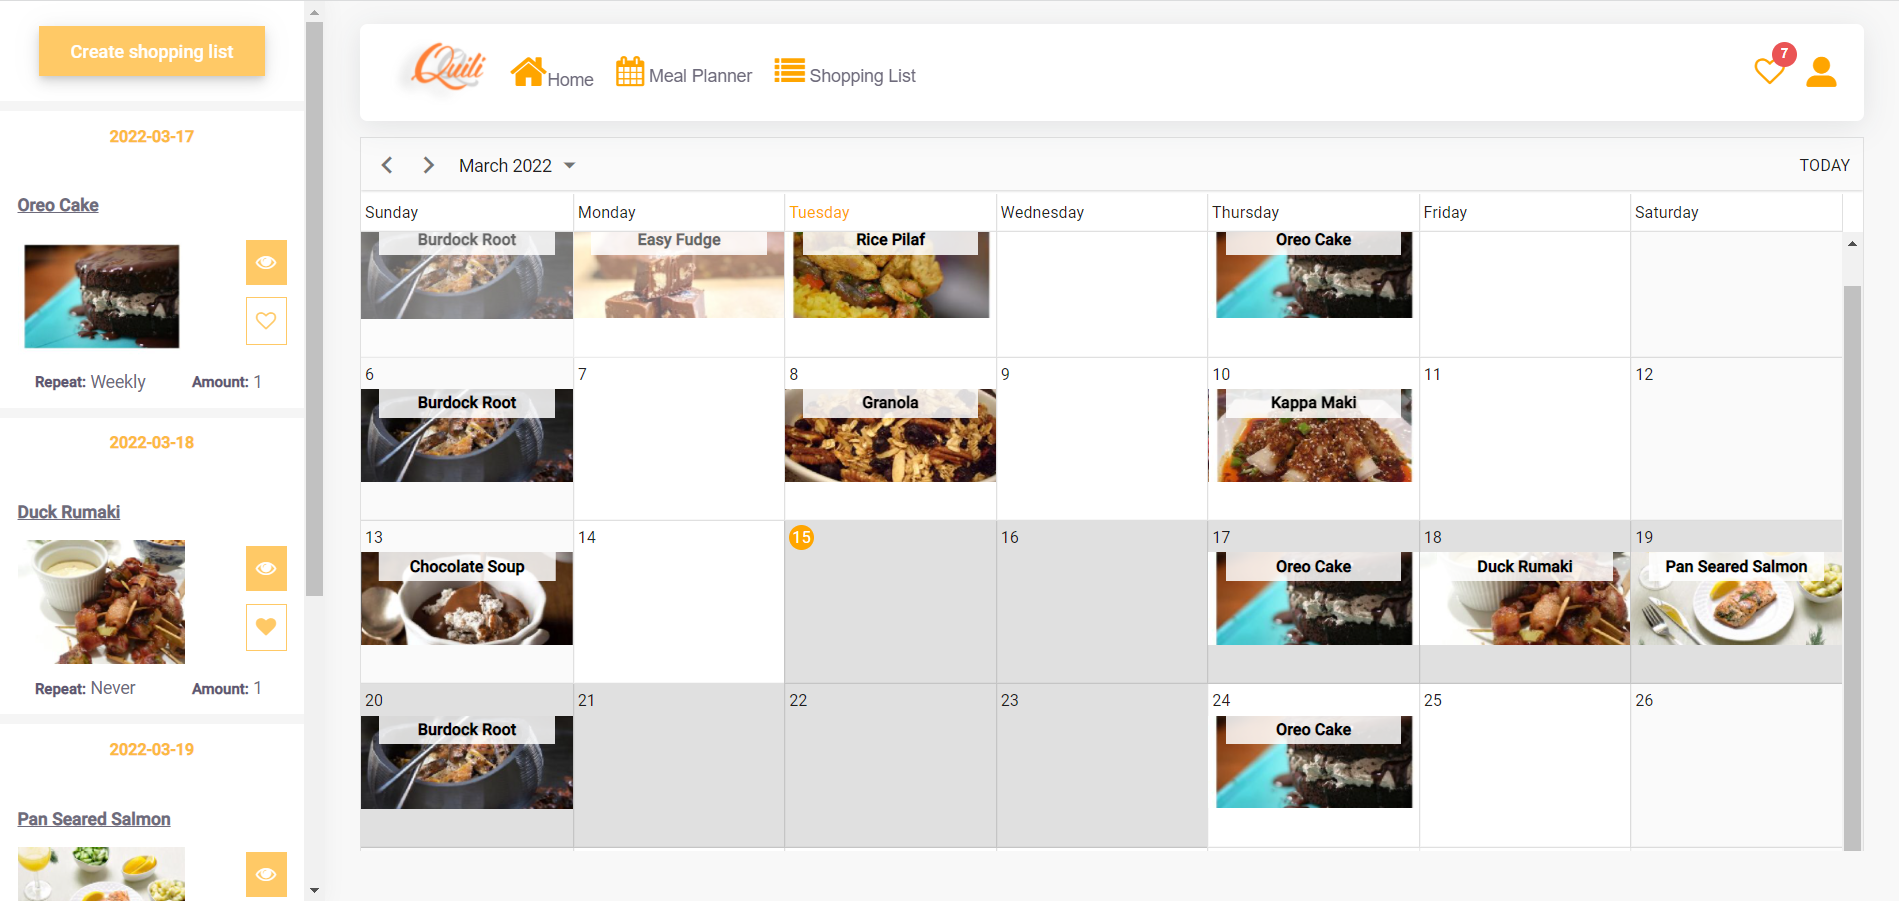 Create shopping list
2022-03-17
Oreo Cake
Repeat: Weekly Amount: 1
2022-03-18
Duck Rumaki
Repeat: Never Amount: 1
2022-03-19
Pan Seared Salmon
Quili Home Meal Planner Shopping List 7
March 2022 TODAY
Sunday Monday Tuesday Wednesday Thursday Friday Saturday
Burdock Root Easy Fudge Rice Pilaf Oreo Cake
6 7 8 9 10 11 12
Burdock Root Granola Kappa Maki
13 14 15 16 17 18 19
Chocolate Soup Oreo Cake Duck Rumaki Pan Seared Salmon
20 21 22 23 24 25 26
Burdock Root Oreo Cake